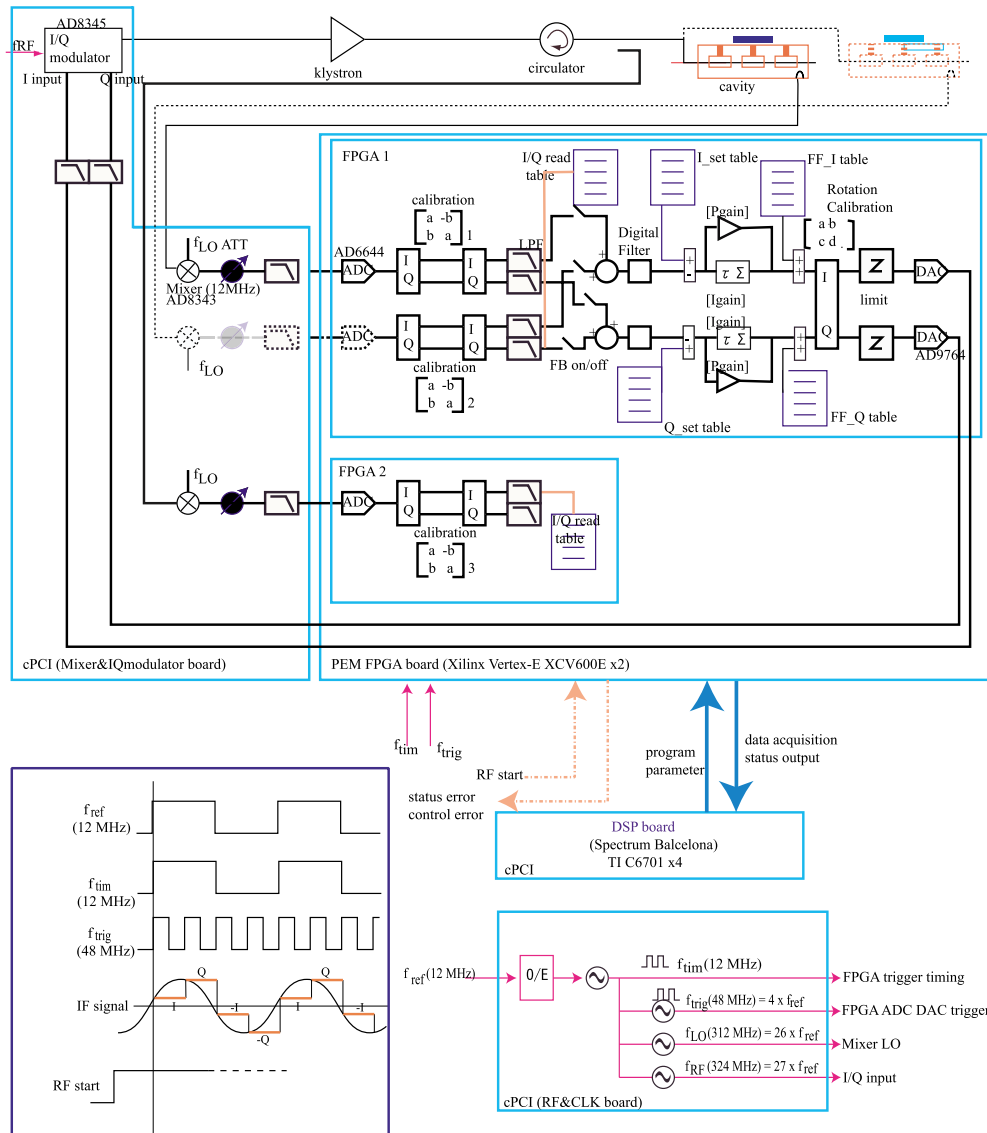 AD8345
fRF
I/Q
modulator
I input
Q input
klystron
circulator
cavity
FPGA 1
I/Q read
table
I_set table
FF_I table
calibration
a -b
b a
1
[Pgain]
Rotation
Calibration
a b
c d .
fLO
ATT
AD6644
LPF
Digital
Filter
ADC
I
Q
I
Q
+
+
+
-
τ Σ
+
+
I
Q
limit
DAC
Mixer (12MHz)
AD8343
[Igain]
[Igain]
ADC
I
Q
I
Q
+
+
-
+
τ Σ
+
+
DAC
AD9764
fLO
calibration
a -b
b a
2
FB on/off
[Pgain]
Q_set table
FF_Q table
FPGA 2
fLO
ADC
I
Q
I
Q
I/Q read
table
calibration
a -b
b a
3
cPCI (Mixer&IQmodulator board)
PEM FPGA board (Xilinx Vertex-E XCV600E x2)
ftim
ftrig
RF start
status error
control error
program
parameter
data acquisition
status output
DSP board
(Spectrum Balcelona)
TI C6701 x4
cPCI
fref
(12 MHz)
ftim
(12 MHz)
ftrig
(48 MHz)
IF signal
Q
I
-I
-Q
I
Q
-I
RF start
fref(12 MHz)
O/E
ftim(12 MHz)
FPGA trigger timing
ftrig(48 MHz) = 4 x fref
FPGA ADC DAC trigger
fLO(312 MHz) = 26 x fref
Mixer LO
fRF(324 MHz) = 27 x fref
I/Q input
cPCI (RF&CLK board)